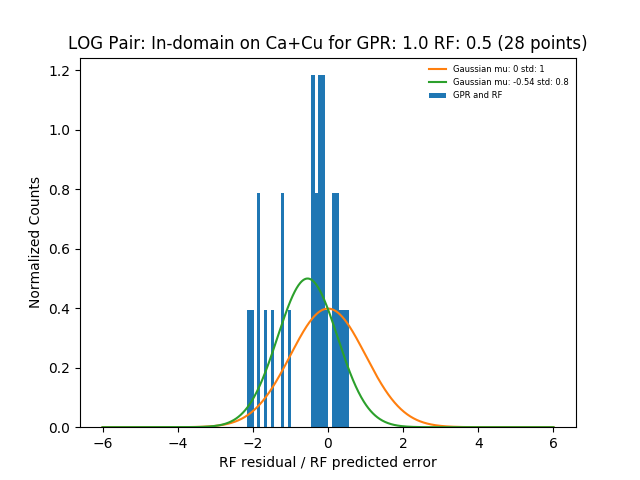 LOG Pair: In-domain on Ca+Cu for GPR: 1.0 RF: 0.5 (28 points)
Gaussian mu: 0 std: 1
Gaussian mu: -0.54 std: 0.8
GPR and RF
1.2
1.0
0.8
0.6
0.4
0.2
0.0
Normalized Counts
−6 −4 −2 0 2 4 6
RF residual / RF predicted error